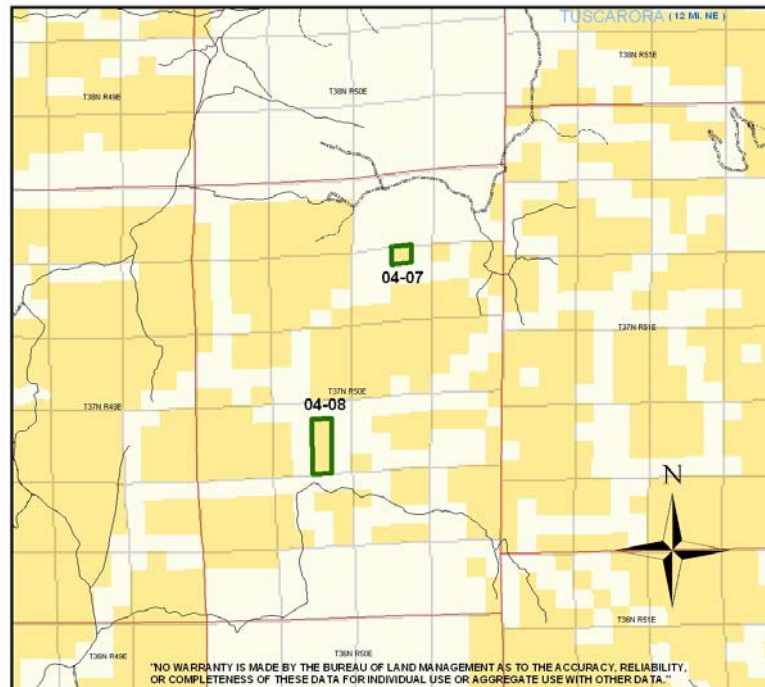 TUSCARORA ( 12 MI. NE )
T38N R49E
T38N R50E
T38N R51E
04-07
T37N R51E
T37N R50E
04-08
T37N R49E
N
T36N R51E
T36N R49E
T36N R50E
"NO WARRANTY IS MADE BY THE BUREAU OF LAND MANAGEMENT AS TO THE ACCURACY, RELIABILITY,
OR COMPLETENESS OF THESE DATA FOR INDIVIDUAL USE OR AGGREGATE USE WITH OTHER DATA."